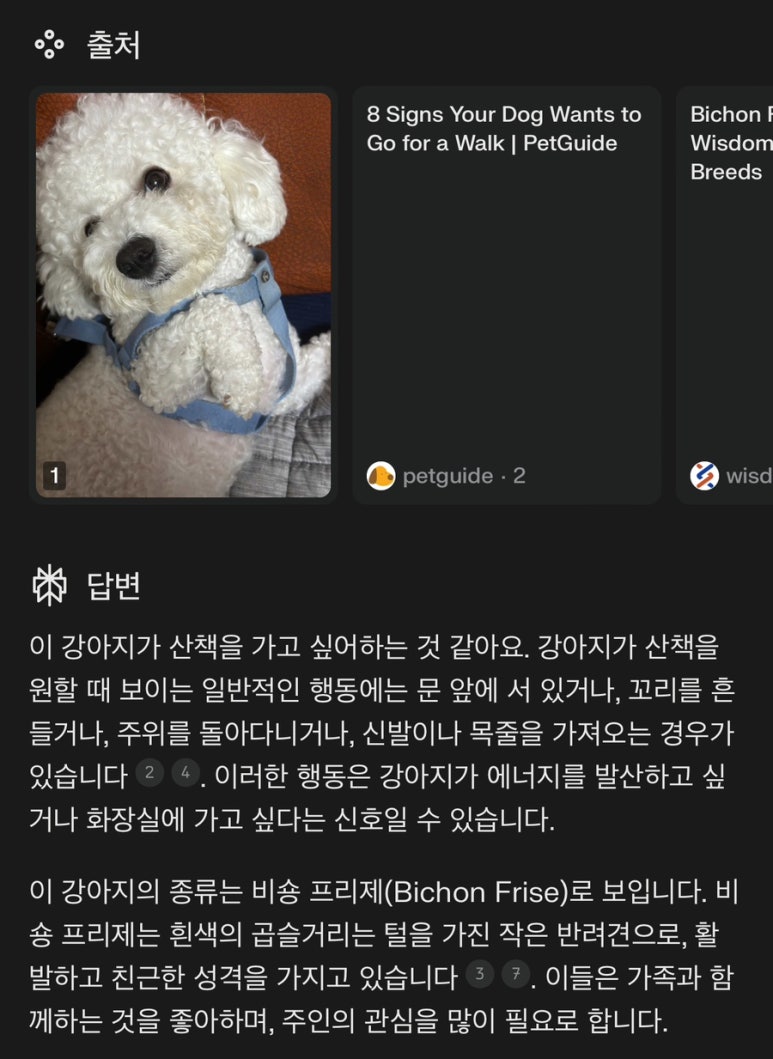 출처
8 Signs Your Dog Wants to
Go for a Walk | PetGuide
petguide · 2
Bichon
Wisdom
Breeds
wisd
1
답변
이 강아지가 산책을 가고 싶어하는 것 같아요. 강아지가 산책을
원할 때 보이는 일반적인 행동에는 문 앞에 서 있거나, 꼬리를 흔
들거나, 주위를 돌아다니거나, 신발이나 목줄을 가져오는 경우가
있습니다 2 4. 이러한 행동은 강아지가 에너지를 발산하고 싶
거나 화장실에 가고 싶다는 신호일 수 있습니다.
이 강아지의 종류는 비숑 프리제(Bichon Frise)로 보입니다. 비
숑 프리제는 흰색의 곱슬거리는 털을 가진 작은 반려견으로, 활
발하고 친근한 성격을 가지고 있습니다 3 7. 이들은 가족과 함
께하는 것을 좋아하며, 주인의 관심을 많이 필요로 합니다.